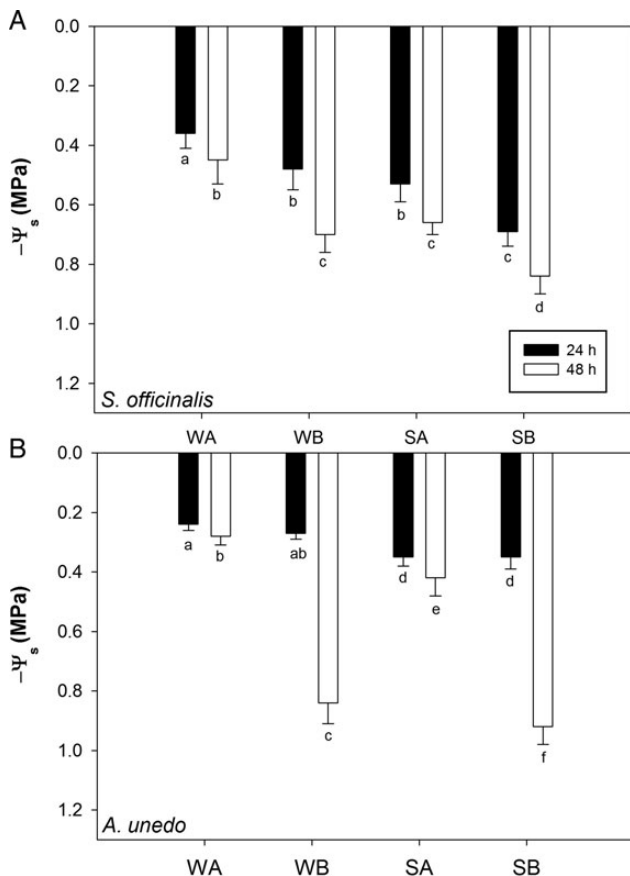 A
0.0
0.2
0.4
0.6
0.8
1.0
1.2
–Ψs (MPa)
a
b
b
c
b
c
c
d
24 h
48 h
S. officinalis
WA
WB
SA
SB
B
0.0
0.2
0.4
0.6
0.8
1.0
1.2
–Ψs (MPa)
a
b
ab
c
d
e
d
f
A. unedo
WA
WB
SA
SB